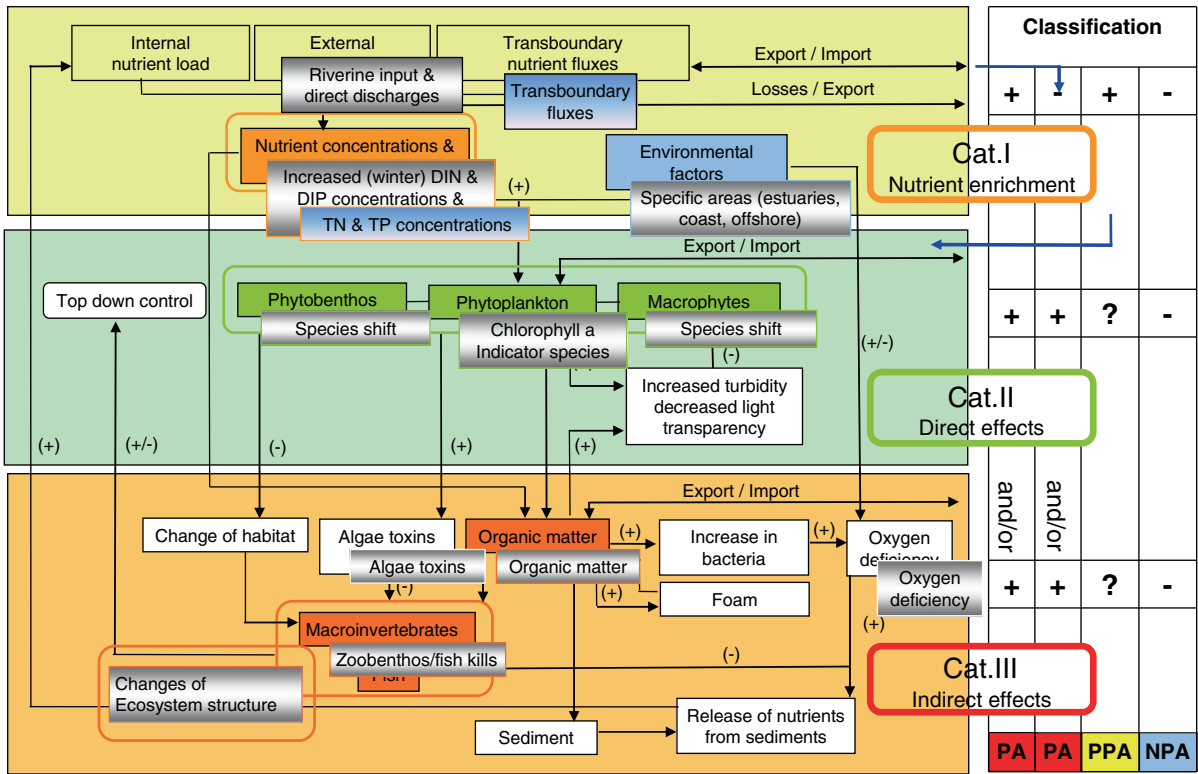 Internal
nutrient load
External
Transboundary
nutrient fluxes
Export / Import
Riverine input &
direct discharges
Transboundary
fluxes
Losses / Export
Nutrient concentrations &
Increased (winter) DIN &
DIP concentrations &
TN & TP concentrations
(+)
Environmental
factors
Specific areas (estuaries,
coast, offshore)
Classification
+ - + -
Cat.I
Nutrient enrichment
Export / Import
Top down control
Phytobenthos
Species shift
Phytoplankton
Chlorophyll a
Indicator species
Macrophytes
Species shift
(-)
(+/-)
Increased turbidity
decreased light
transparency
(+)
(+/-)
(-)
(+)
(+)
+ + ? -
Cat.II
Direct effects
Export / Import
Change of habitat
Algae toxins
Algae toxins
(-)
Organic matter
Organic matter
(+)
(+)
Increase in
bacteria
(+)
Foam
Oxygen
deficiency
Oxygen
deficiency
(+)
and/or
and/or
+ + ? -
Macroinvertebrates
Zoobenthos/fish kills
Fish
(-)
Changes of
Ecosystem structure
Sediment
Release of nutrients
from sediments
Cat.III
Indirect effects
PA PA PPA NPA